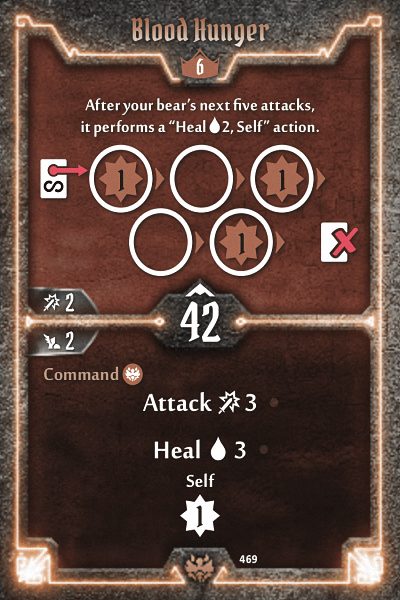 Blood Hunger
6
After your bear's next five attacks,
it performs a “Heal 2, Self” action.
S 1 1
1
2
42
2
Command
Attack 3
Heal 3
Self
1
469